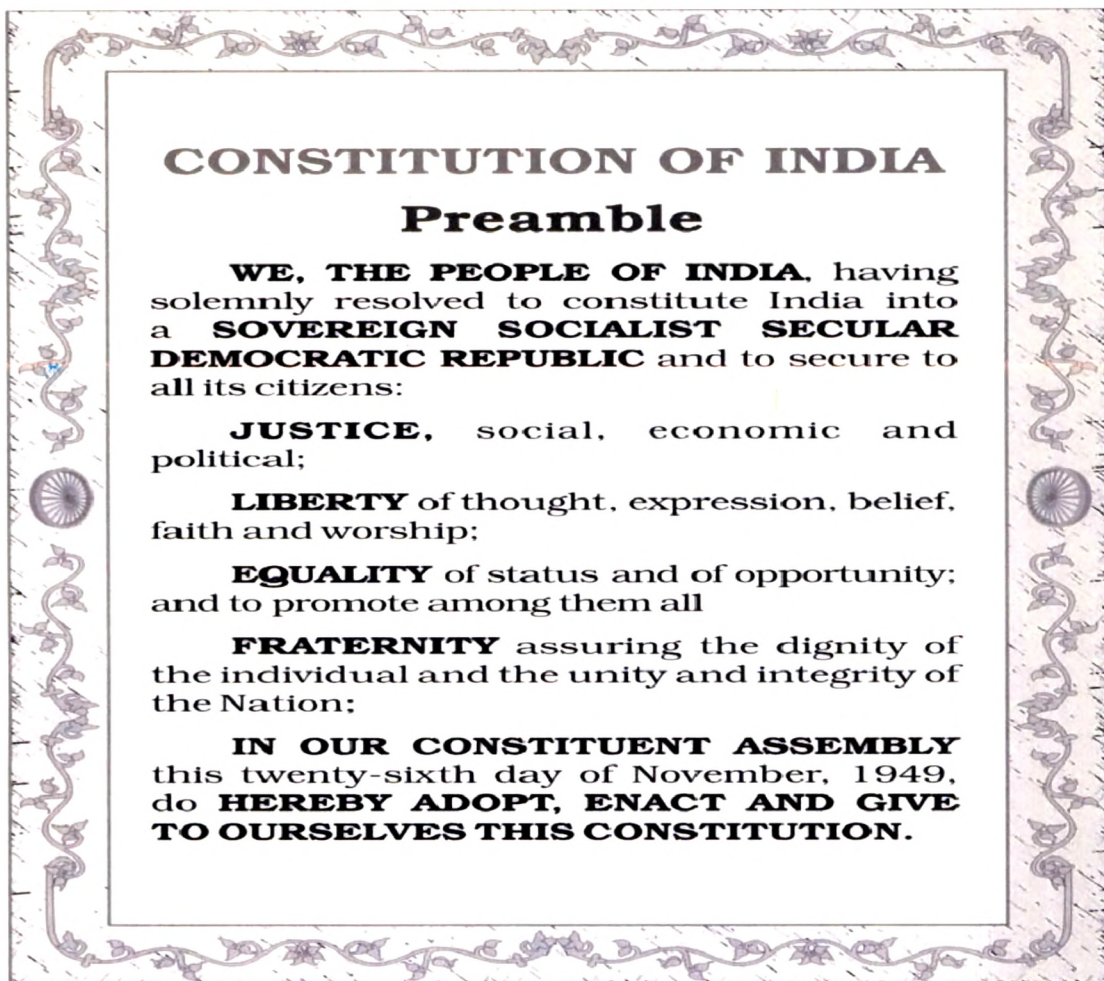 CONSTITUTION OF INDIA
Preamble
WE, THE PEOPLE OF INDIA, having
solemnly resolved to constitute India into
a SOVEREIGN SOCIALIST SECULAR
DEMOCRATIC REPUBLIC and to secure to
all its citizens:
JUSTICE, social, economic and
political;
LIBERTY of thought, expression, belief,
faith and worship;
EQUALITY of status and of opportunity;
and to promote among them all
FRATERNITY assuring the dignity of
the individual and the unity and integrity of
the Nation;
IN OUR CONSTITUENT ASSEMBLY
this twenty-sixth day of November, 1949,
do HEREBY ADOPT, ENACT AND GIVE
TO OURSELVES THIS CONSTITUTION.